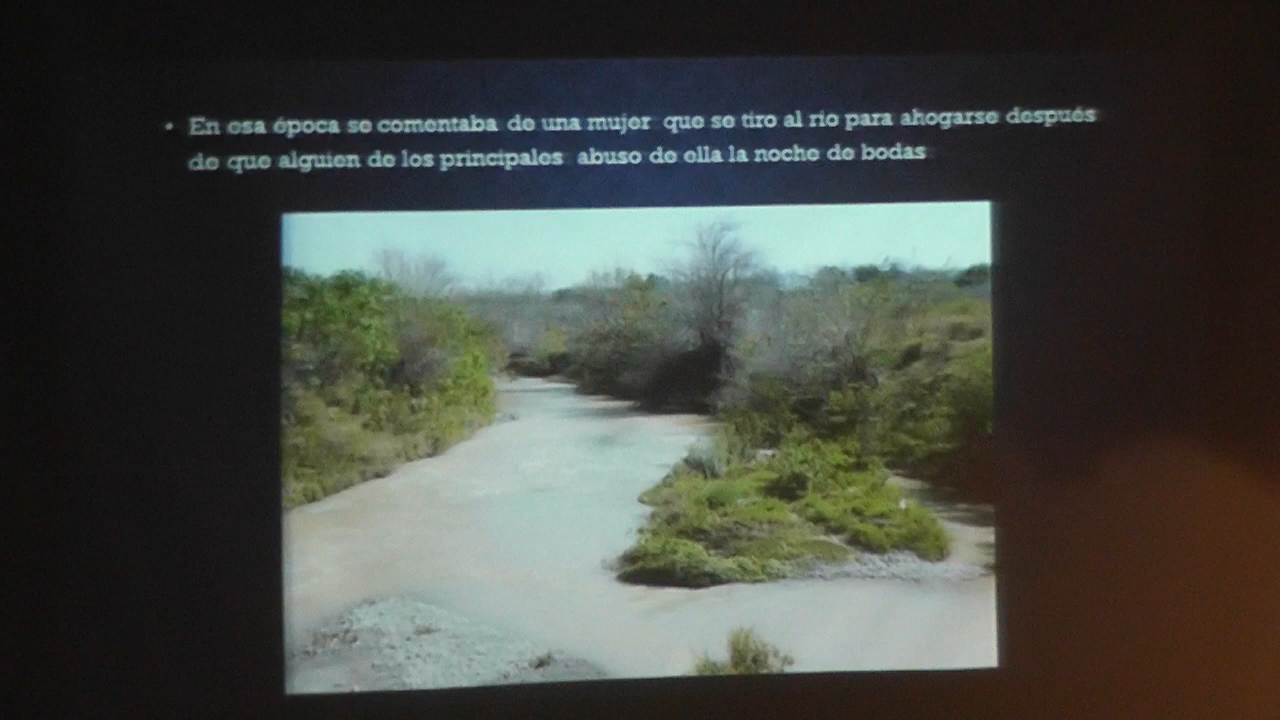 • En esa época se comentaba de una mujer que se tiro al rio para ahogarse después
de que alguien de los principales abuso de ella la noche de bodas